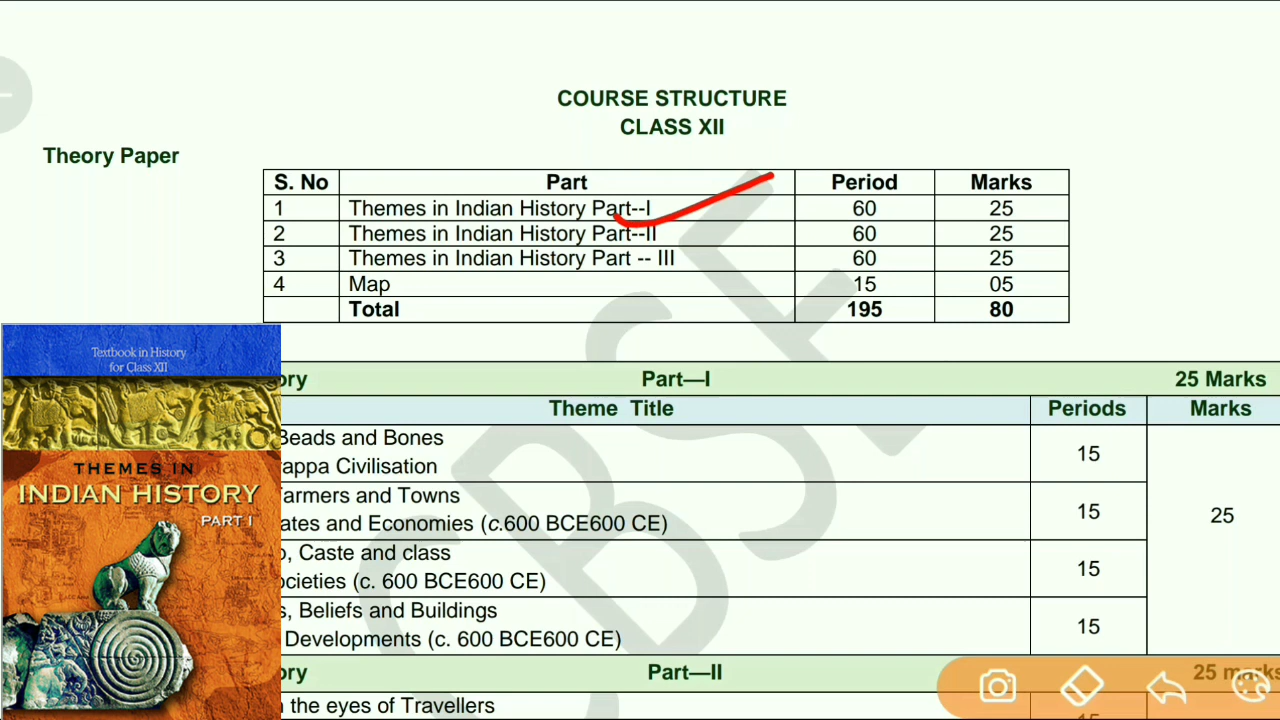 COURSE STRUCTURE
CLASS XII
Theory Paper
S. No Part Period Marks
1 Themes in Indian History Part--I 60 25
2 Themes in Indian History Part--II 60 25
3 Themes in Indian History Part -- III 60 25
4 Map 15 05
Total 195 80
ory Part—I 25 Marks
Theme Title Periods Marks
Beads and Bones
appa Civilisation
15
armers and Towns
ates and Economies (c.600 BCE600 CE)
15
25
o, Caste and class
ocieties (c. 600 BCE600 CE)
15
s, Beliefs and Buildings
Developments (c. 600 BCE600 CE)
15
ory Part—II 25 marks
the eyes of Travellers
15
Textbook in History
for Class XII
THEMES IN
INDIAN HISTORY
PART I
CBSE